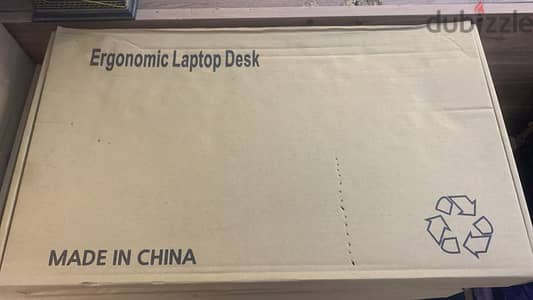 dubizzle
Ergonomic Laptop Desk
MADE IN CHINA